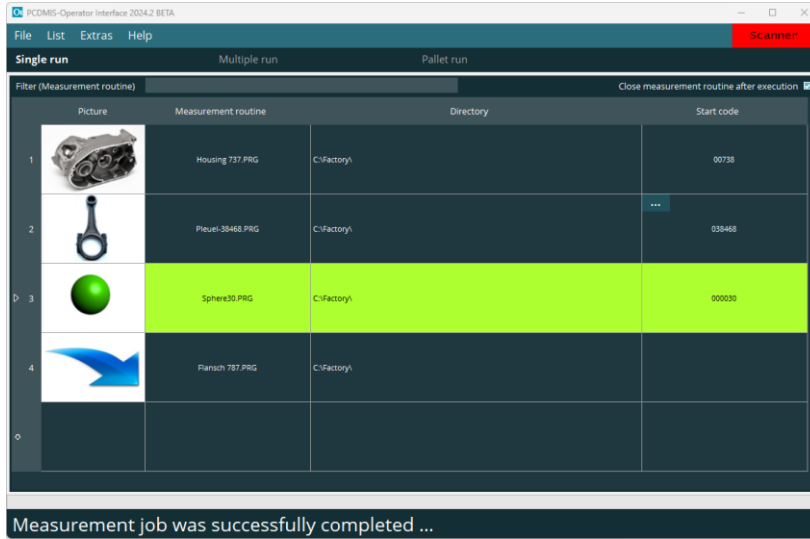 PCDMIS-Operator Interface 2024.2 BETA
File List Extras Help Scanner
Single run Multiple run Pallet run
Filter (Measurement routine) Close measurement routine after execution
Picture Measurement routine Directory Start code
1 Housing 737.PRG C:\Factory\ 00738
...
2 Pleuel-38468.PRG C:\Factory\ 038468
3 Sphere30.PRG C:\Factory\ 000030
4 Flansch 787.PRG C:\Factory\
Measurement job was successfully completed ...